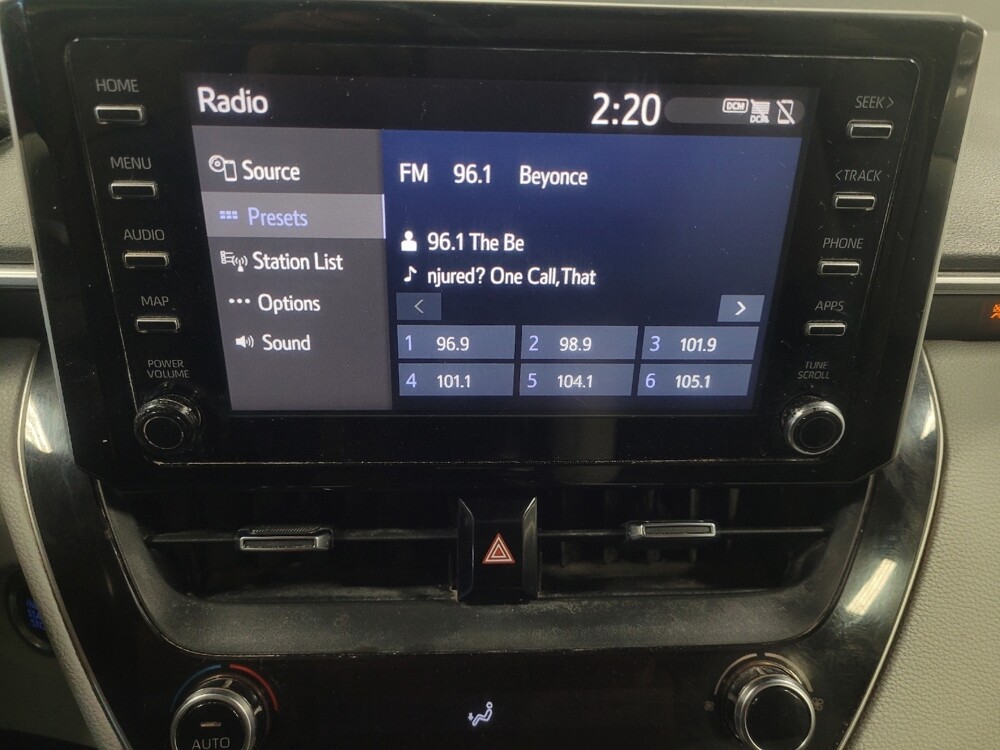 HOME
MENU
AUDIO
MAP
POWER
VOLUME
Radio
2:20
DCM
DCM
Source
Presets
Station List
Options
Sound
FM 96.1 Beyonce
96.1 The Be
njured? One Call,That
<
>
1 96.9 2 98.9 3 101.9
4 101.1 5 104.1 6 105.1
SEEK >
< TRACK
PHONE
APPS
TUNE
SCROLL
AUTO